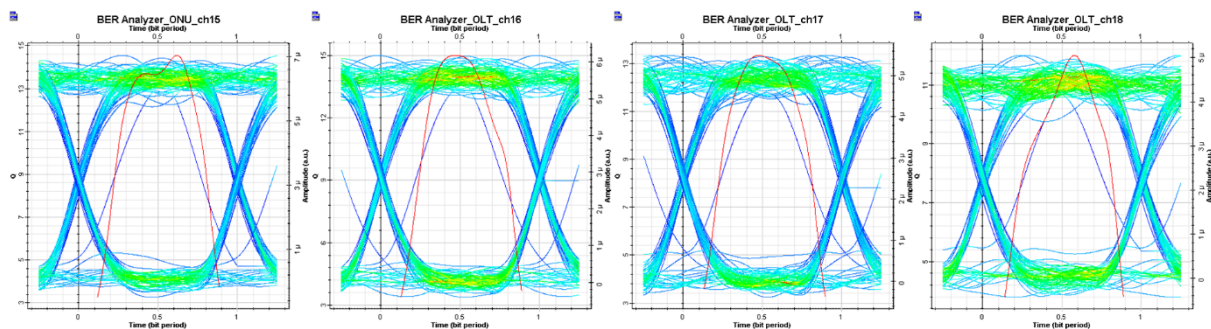 BER Analyzer_ONU_ch15
Time (bit period)
0 0.5 1
15
13
11
9
7
5
3
Q
7 µ
5 µ
3 µ
1 µ
Amplitude (a.u.)
0 0.5 1
Time (bit period)
BER Analyzer_OLT_ch16
Time (bit period)
0 0.5 1
15
12
9
6
3
Q
6 µ
5 µ
4 µ
3 µ
2 µ
1 µ
0
Amplitude (a.u.)
0 0.5 1
Time (bit period)
BER Analyzer_OLT_ch17
Time (bit period)
0 0.5 1
13
11
9
7
5
3
Q
5 µ
4 µ
3 µ
2 µ
1 µ
0
Amplitude (a.u.)
0 0.5 1
Time (bit period)
BER Analyzer_OLT_ch18
Time (bit period)
0 0.5 1
11
9
7
5
Q
5 µ
4 µ
3 µ
2 µ
1 µ
0
Amplitude (a.u.)
0 0.5 1
Time (bit period)